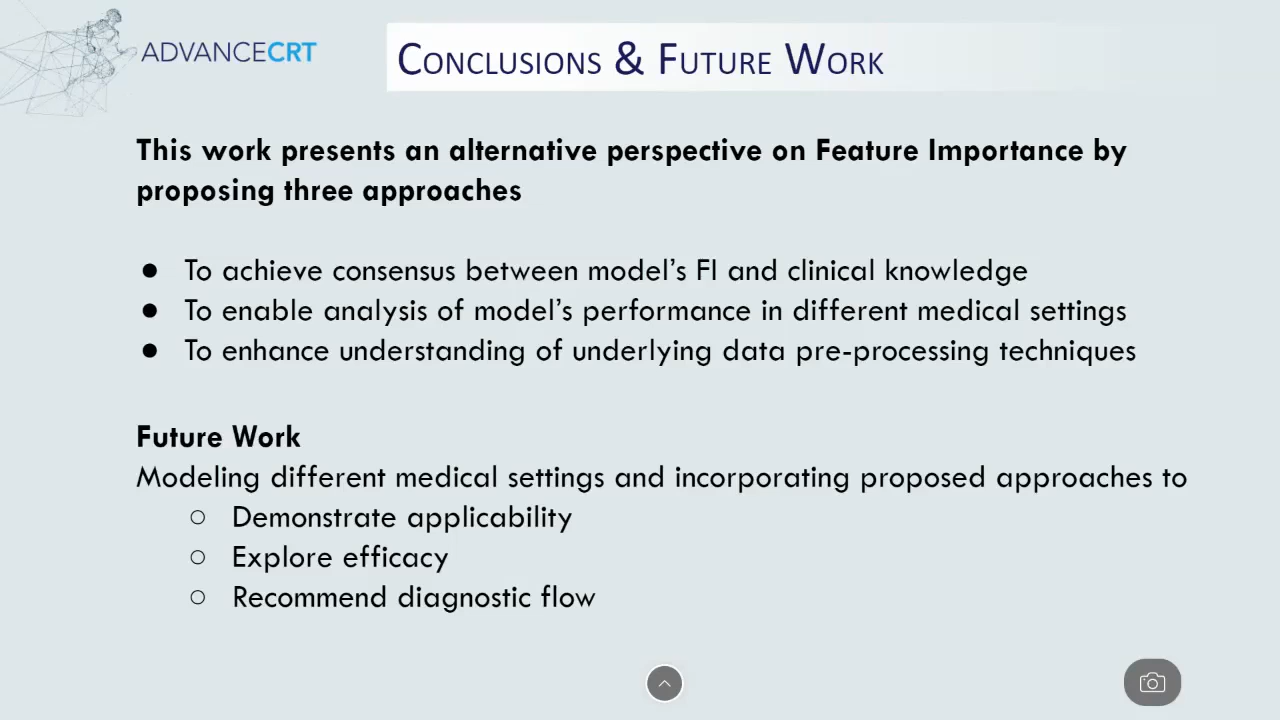 ADVANCECRT
Conclusions & Future Work
This work presents an alternative perspective on Feature Importance by
proposing three approaches
● To achieve consensus between model's FI and clinical knowledge
● To enable analysis of model's performance in different medical settings
● To enhance understanding of underlying data pre-processing techniques
Future Work
Modeling different medical settings and incorporating proposed approaches to
○ Demonstrate applicability
○ Explore efficacy
○ Recommend diagnostic flow